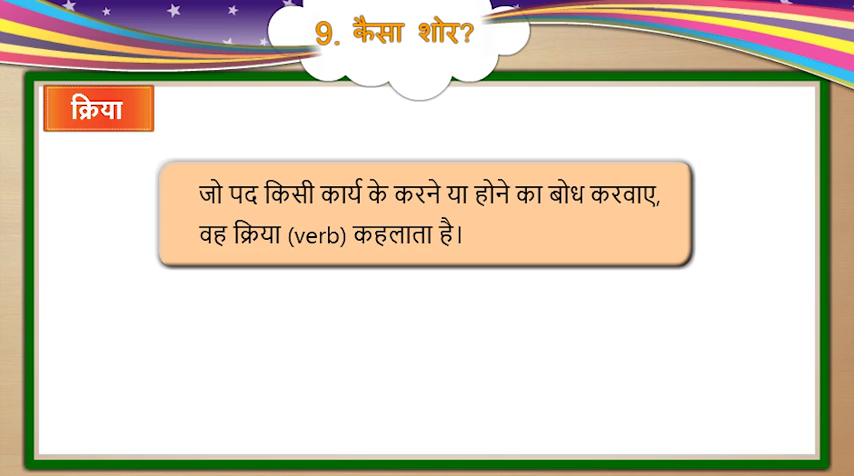 9. कैसा शोर?
क्रिया
जो पद किसी कार्य के करने या होने का बोध करवाए,
वह क्रिया (verb) कहलाता है।